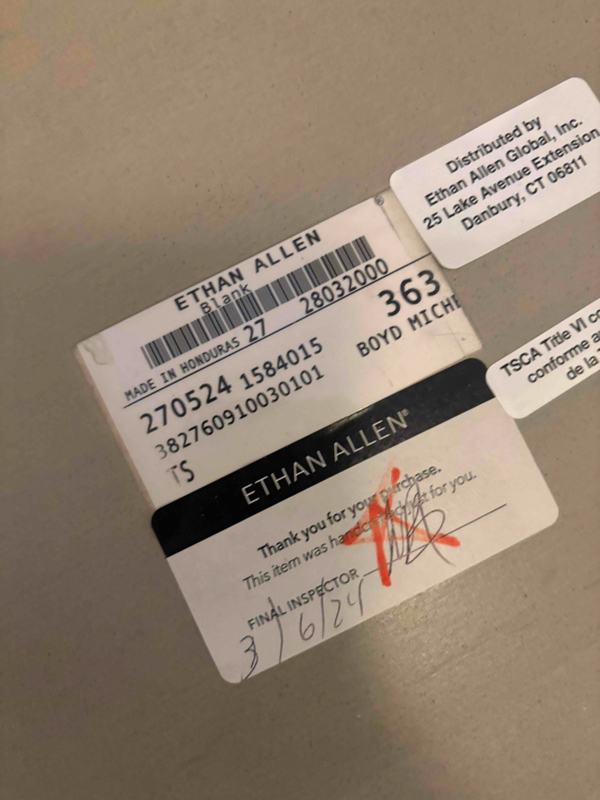 Distributed by
Ethan Allen Global, Inc.
25 Lake Avenue Extension
Danbury, CT 06811
ETHAN ALLEN
Blank
MADE IN HONDURAS 27 28032000
270524 1584015
363
382760910030101
BOYD MICHE
TS
TSCA Title VI co
conforme a
de la
ETHAN ALLEN®
Thank you for your purchase.
This item was handcrafted just for you.
FINAL INSPECTOR
3/6/24